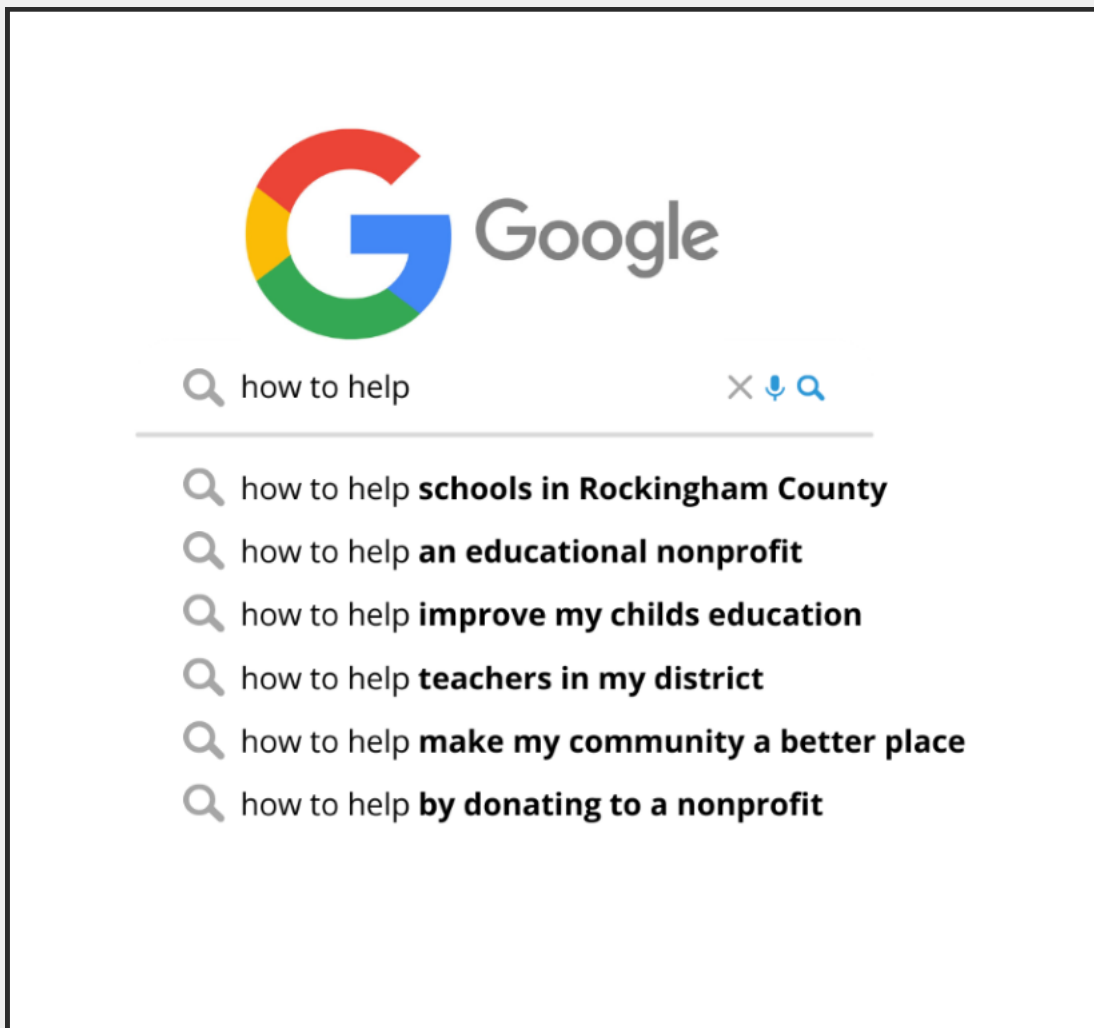 Google
how to help
how to help schools in Rockingham County
how to help an educational nonprofit
how to help improve my childs education
how to help teachers in my district
how to help make my community a better place
how to help by donating to a nonprofit